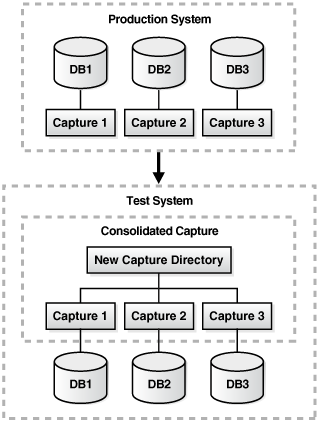 Production System
DB1 DB2 DB3
Capture 1 Capture 2 Capture 3
Test System
Consolidated Capture
New Capture Directory
Capture 1 Capture 2 Capture 3
DB1 DB2 DB3